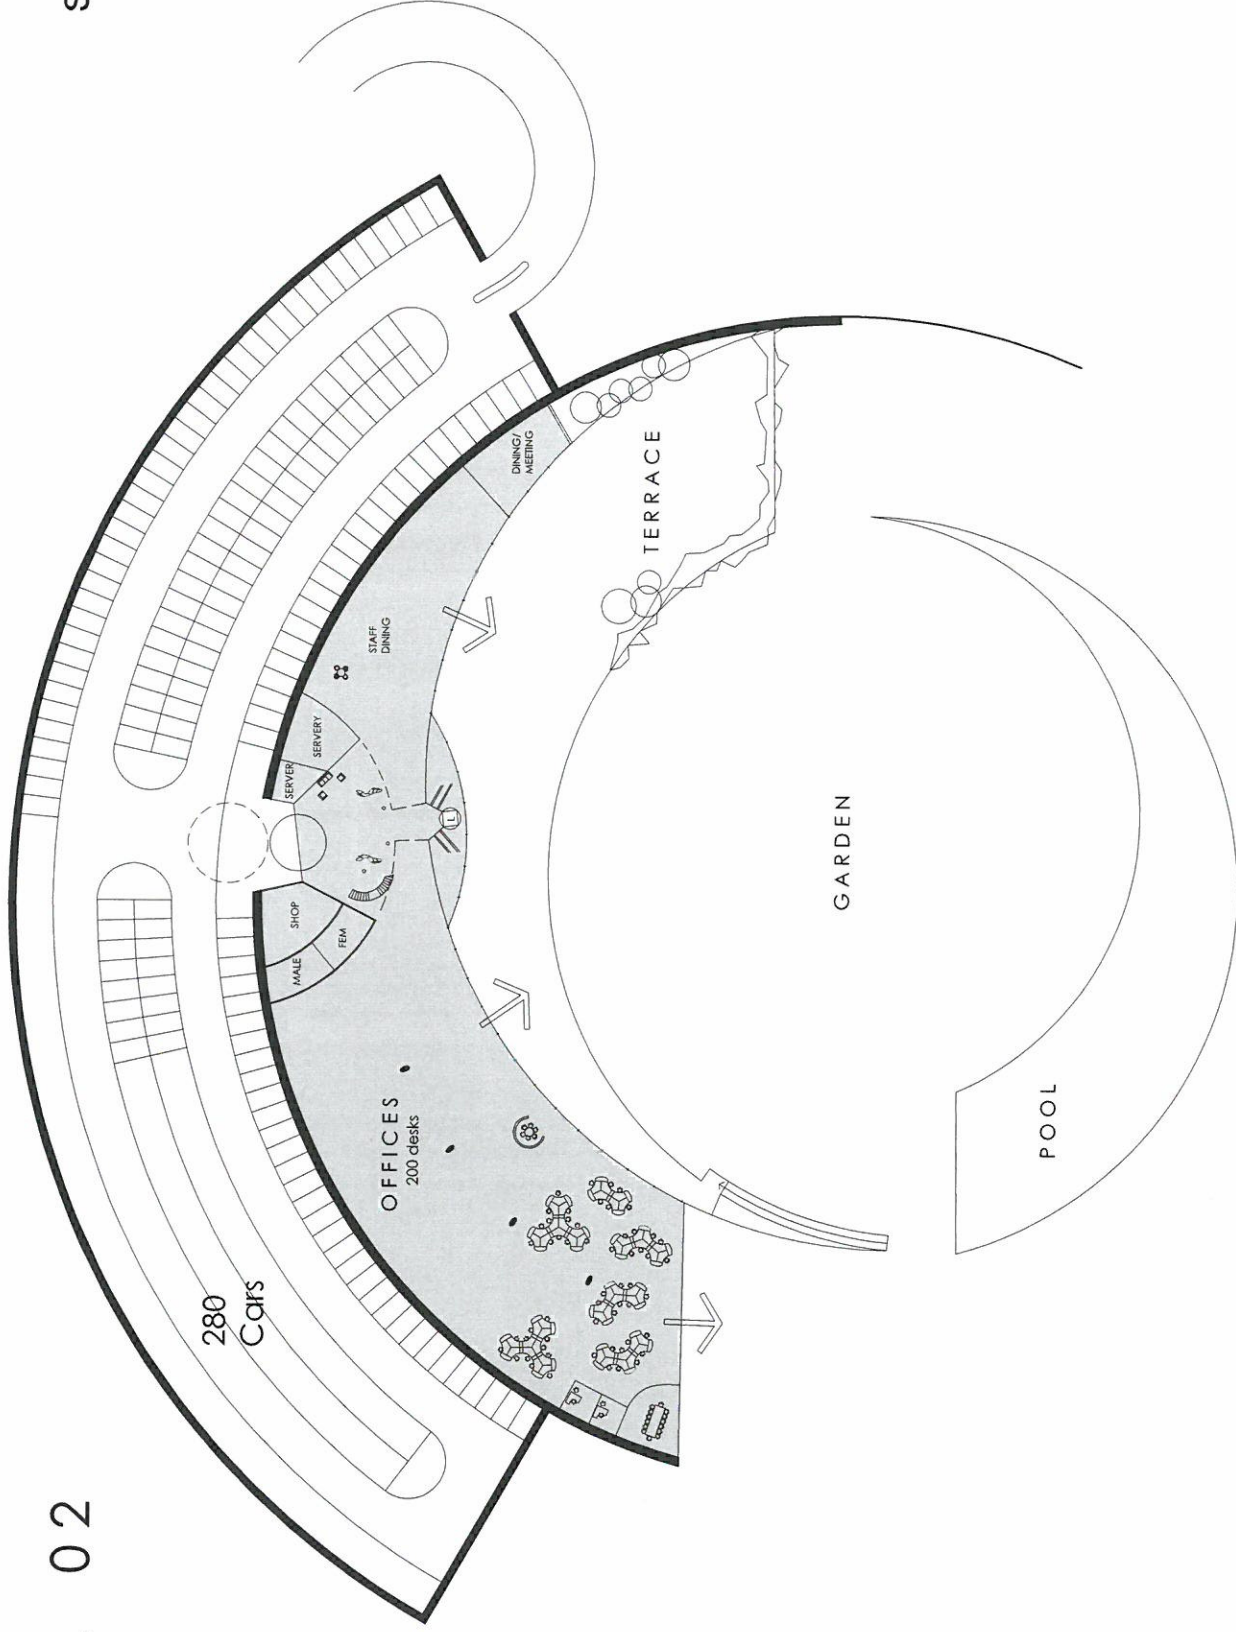 02
280
Cars
OFFICES
200 desks
MALE
FEM
SHOP
SERVER
SERVERY
STAFF
DINING
DINING/
MEETING
L
TERRACE
GARDEN
POOL